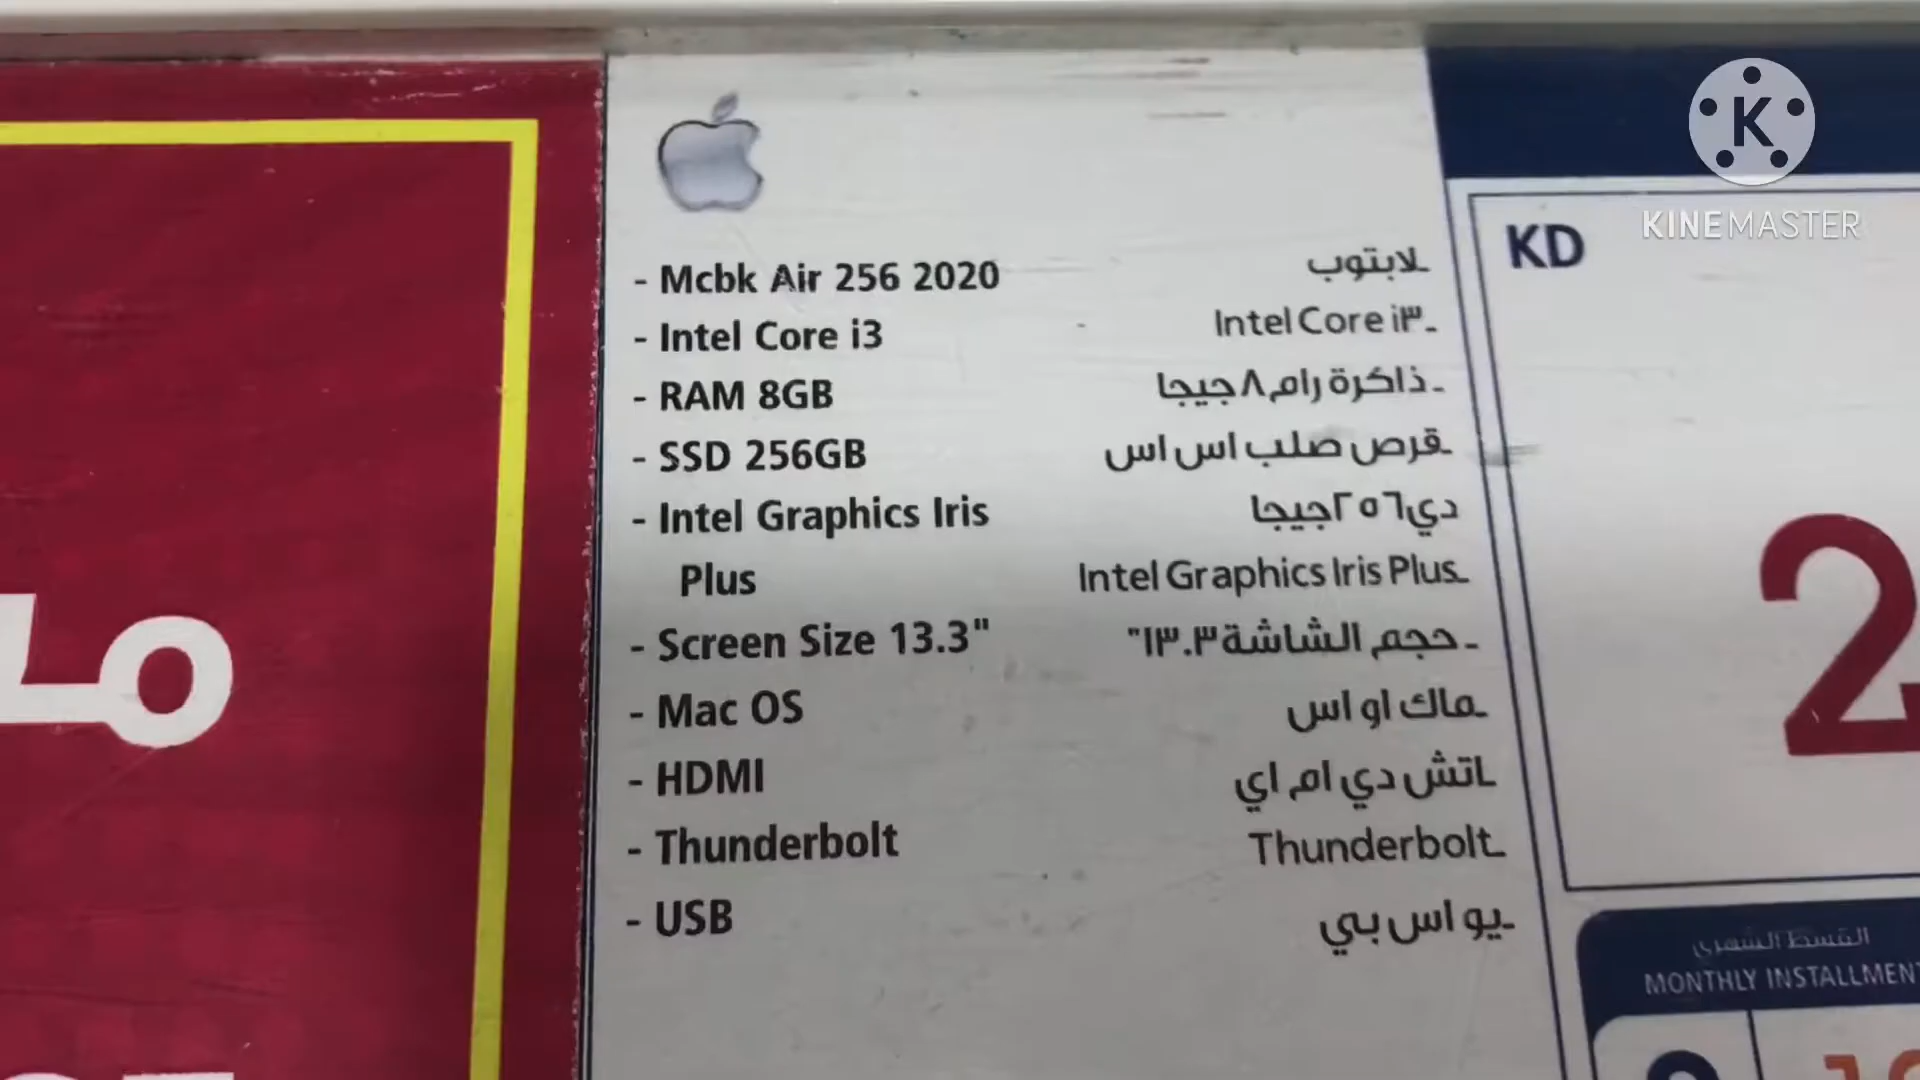 - Mcbk Air 256 2020
- Intel Core i3
- RAM 8GB
- SSD 256GB
- Intel Graphics Iris
Plus
- Screen Size 13.3"
- Mac OS
- HDMI
- Thunderbolt
- USB
لابتوب
-Intel Core i٣
-ذاكرة رام ٨ جيجا
-قرص صلب اس اس
دي ٢٥٦ جيجا
-Intel Graphics Iris Plus
-حجم الشاشة ١٣.٣"
-ماك او اس
-اتش دي ام اي
-Thunderbolt
-يو اس بي
KD
2
القسط الشهري
MONTHLY INSTALLMENT
KINEMASTER